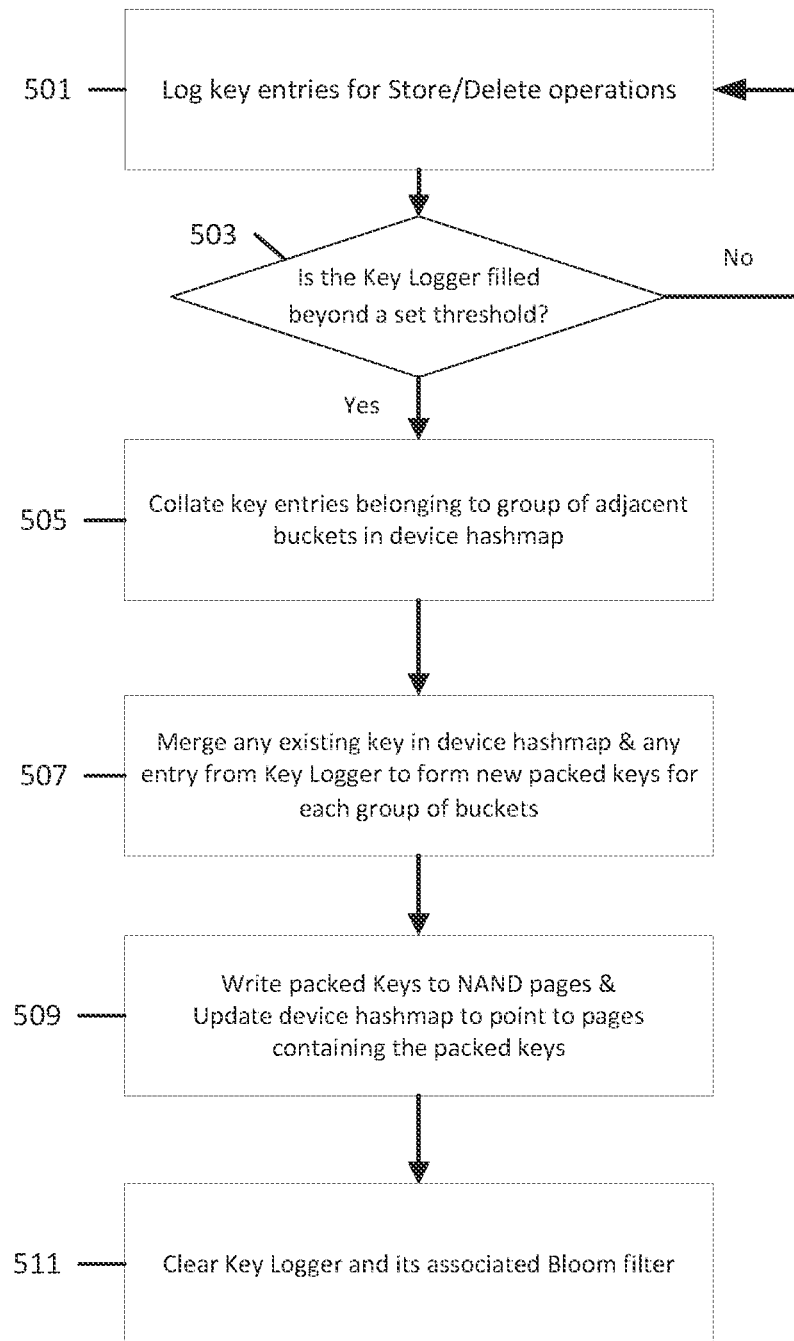 501
Log key entries for Store/Delete operations
503
Is the Key Logger filled
beyond a set threshold?
No
Yes
505
Collate key entries belonging to group of adjacent
buckets in device hashmap
507
Merge any existing key in device hashmap & any
entry from Key Logger to form new packed keys for
each group of buckets
509
Write packed Keys to NAND pages &
Update device hashmap to point to pages
containing the packed keys
511
Clear Key Logger and its associated Bloom filter